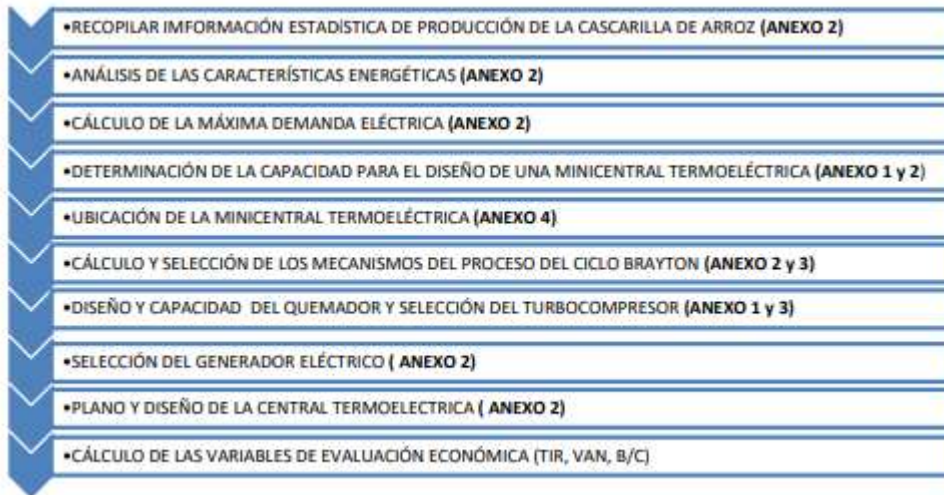 •RECOPILAR IMFORMACIÓN ESTADÍSTICA DE PRODUCCIÓN DE LA CASCARILLA DE ARROZ (ANEXO 2)
•ANÁLISIS DE LAS CARACTERÍSTICAS ENERGÉTICAS (ANEXO 2)
•CÁLCULO DE LA MÁXIMA DEMANDA ELÉCTRICA (ANEXO 2)
•DETERMINACIÓN DE LA CAPACIDAD PARA EL DISEÑO DE UNA MINICENTRAL TERMOELÉCTRICA (ANEXO 1 y 2)
•UBICACIÓN DE LA MINICENTRAL TERMOELÉCTRICA (ANEXO 4)
•CÁLCULO Y SELECCIÓN DE LOS MECANISMOS DEL PROCESO DEL CICLO BRAYTON (ANEXO 2 y 3)
•DISEÑO Y CAPACIDAD DEL QUEMADOR Y SELECCIÓN DEL TURBOCOMPRESOR (ANEXO 1 y 3)
•SELECCIÓN DEL GENERADOR ELÉCTRICO ( ANEXO 2)
•PLANO Y DISEÑO DE LA CENTRAL TERMOELECTRICA ( ANEXO 2)
•CÁLCULO DE LAS VARIABLES DE EVALUACIÓN ECONÓMICA (TIR, VAN, B/C)